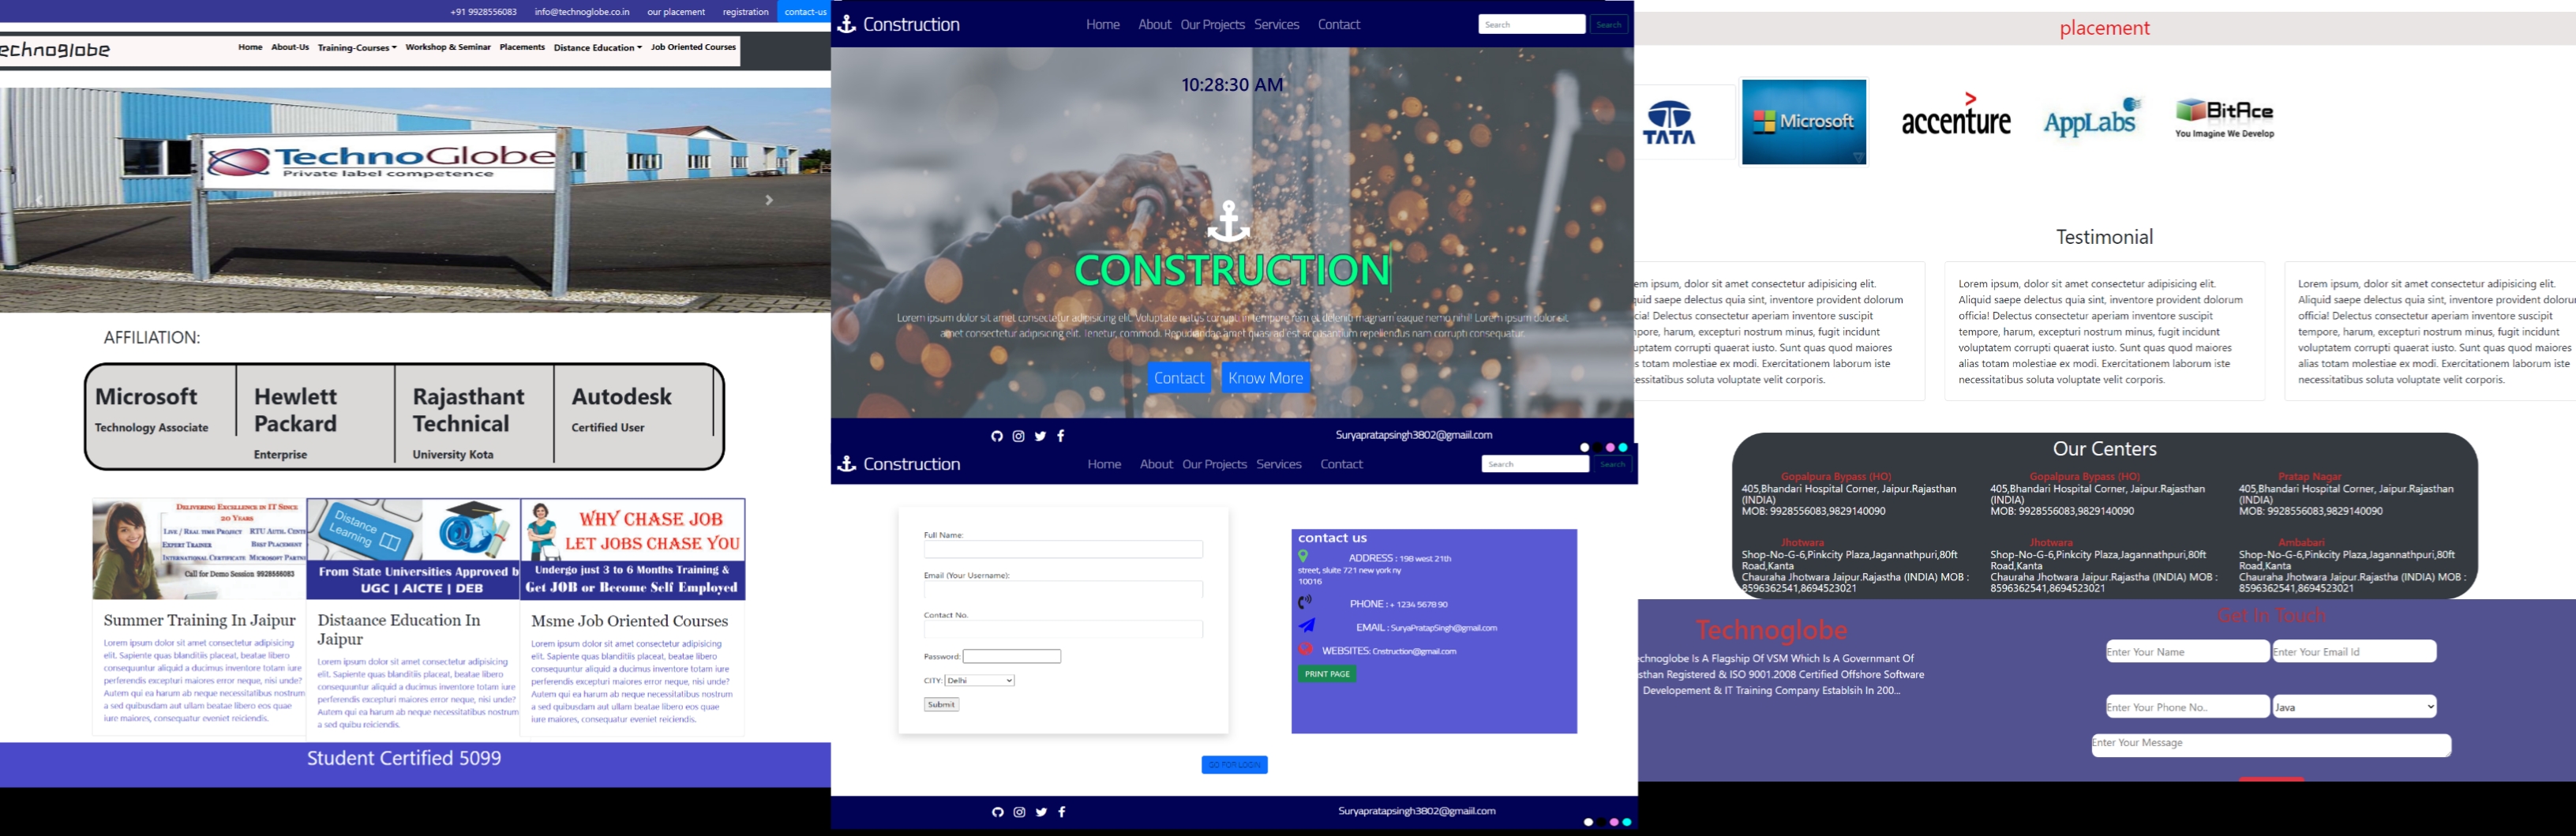 +91 9928556083 info@technoglobe.co.in our placement registration contact-us
echnoglobe Home About-Us Training-Courses Workshop & Seminar Placements Distance Education Job Oriented Courses
TechnoGlobe
Private label competence
AFFILIATION:
Microsoft
Technology Associate
Hewlett
Packard
Enterprise
Rajasthant
Technical
University Kota
Autodesk
Certified User
Delivering Excellence in IT Since
20 Years
Live / Real time Project RTU Auth. Cent
Expert Trainer Best Placement
International Certificate Microsoft Partne
Call for Demo Session 9928556083
Distance
Learning
From State Universities Approved b
UGC | AICTE | DEB
WHY CHASE JOB
LET JOBS CHASE YOU
Undergo just 3 to 6 Months Training &
Get JOB or Become Self Employed
Summer Training In Jaipur
Lorem ipsum dolor sit amet consectetur adipisicing
elit. Sapiente quas blanditiis placeat, beatae libero
consequuntur aliquid a ducimus inventore totam iure
perferendis excepturi maiores error neque, nisi unde?
Autem qui ea harum ab neque necessitatibus nostrum
a sed quibusdam aut ullam beatae libero eos quae
iure maiores, consequatur eveniet reiciendis.
Distaance Education In
Jaipur
Lorem ipsum dolor sit amet consectetur adipisicing
elit. Sapiente quas blanditiis placeat, beatae libero
consequuntur aliquid a ducimus inventore totam iure
perferendis excepturi maiores error neque, nisi unde?
Autem qui ea harum ab neque necessitatibus nostrum
a sed quibu reiciendis.
Msme Job Oriented Courses
Lorem ipsum dolor sit amet consectetur adipisicing
elit. Sapiente quas blanditiis placeat, beatae libero
consequuntur aliquid a ducimus inventore totam iure
perferendis excepturi maiores error neque, nisi unde?
Autem qui ea harum ab neque necessitatibus nostrum
a sed quibusdam aut ullam beatae libero eos quae
iure maiores, consequatur eveniet reiciendis.
Student Certified 5099
Construction Home About Our Projects Services Contact Search Search
10:28:30 AM
CONSTRUCTION
Lorem ipsum dolor sit amet consectetur adipisicing elit. Voluptate natus corrupti in tempore rem ut deleniti magniam eaque nemo nihil! Lorem ipsum dolor sit,
amet consectetur adipisicing elit. Tenetur, commodi. Repudiandae amet quas ad est accusantium repellendus nam corrupti consequatur.
Contact Know More
Suryapratapsingh3802@gmaiil.com
Construction Home About Our Projects Services Contact Search Search
Full Name:
Email (Your Username):
Contact No.
Password:
CITY: Delhi
Submit
contact us
ADDRESS : 198 west 21th
street, sluite 721 new york ny
10016
PHONE : + 1234 5678 90
EMAIL : SuryaPratapSingh@gmail.com
WEBSITES: Cnstruction@gmail.com
PRINT PAGE
GO FOR LOGIN
Suryapratapsingh3802@gmaiil.com
placement
TATA
Microsoft
accenture
AppLabs
BitAce
You Imagine We Develop
Testimonial
em ipsum, dolor sit amet consectetur adipisicing elit.
quid saepe delectus quia sint, inventore provident dolorum
cia! Delectus consectetur aperiam inventore suscipit
pore, harum, excepturi nostrum minus, fugit incidunt
uptatem corrupti quaerat iusto. Sunt quas quod maiores
s totam molestiae ex modi. Exercitationem laborum iste
essitatibus soluta voluptate velit corporis.
Lorem ipsum, dolor sit amet consectetur adipisicing elit.
Aliquid saepe delectus quia sint, inventore provident dolorum
officia! Delectus consectetur aperiam inventore suscipit
tempore, harum, excepturi nostrum minus, fugit incidunt
voluptatem corrupti quaerat iusto. Sunt quas quod maiores
alias totam molestiae ex modi. Exercitationem laborum iste
necessitatibus soluta voluptate velit corporis.
Lorem ipsum, dolor sit amet consectetur adipisicing elit.
Aliquid saepe delectus quia sint, inventore provident dolorum
officia! Delectus consectetur aperiam inventore suscipit
tempore, harum, excepturi nostrum minus, fugit incidunt
voluptatem corrupti quaerat iusto. Sunt quas quod maiores
alias totam molestiae ex modi. Exercitationem laborum iste
necessitatibus soluta voluptate velit corporis.
Our Centers
Gopalpura Bypass (HO)
405,Bhandari Hospital Corner, Jaipur.Rajasthan
(INDIA)
MOB: 9928556083,9829140090
Gopalpura Bypass (HO)
405,Bhandari Hospital Corner, Jaipur.Rajasthan
(INDIA)
MOB: 9928556083,9829140090
Pratap Nagar
405,Bhandari Hospital Corner, Jaipur.Rajasthan
(INDIA)
MOB: 9928556083,9829140090
Jhotwara
Shop-No-G-6,Pinkcity Plaza,Jagannathpuri,80ft
Road,Kanta
Chauraha Jhotwara Jaipur.Rajastha (INDIA) MOB :
8596362541,8694523021
Jhotwara
Shop-No-G-6,Pinkcity Plaza,Jagannathpuri,80ft
Road,Kanta
Chauraha Jhotwara Jaipur.Rajastha (INDIA) MOB :
8596362541,8694523021
Ambabari
Shop-No-G-6,Pinkcity Plaza,Jagannathpuri,80ft
Road,Kanta
Chauraha Jhotwara Jaipur.Rajastha (INDIA) MOB :
8596362541,8694523021
Technoglobe
echnoglobe Is A Flagship Of VSM Which Is A Governmant Of
sthan Registered & ISO 9001.2008 Certified Offshore Software
Developement & IT Training Company Establsih In 200...
Get In Touch
Enter Your Name Enter Your Email Id
Enter Your Phone No.. Java
Enter Your Message